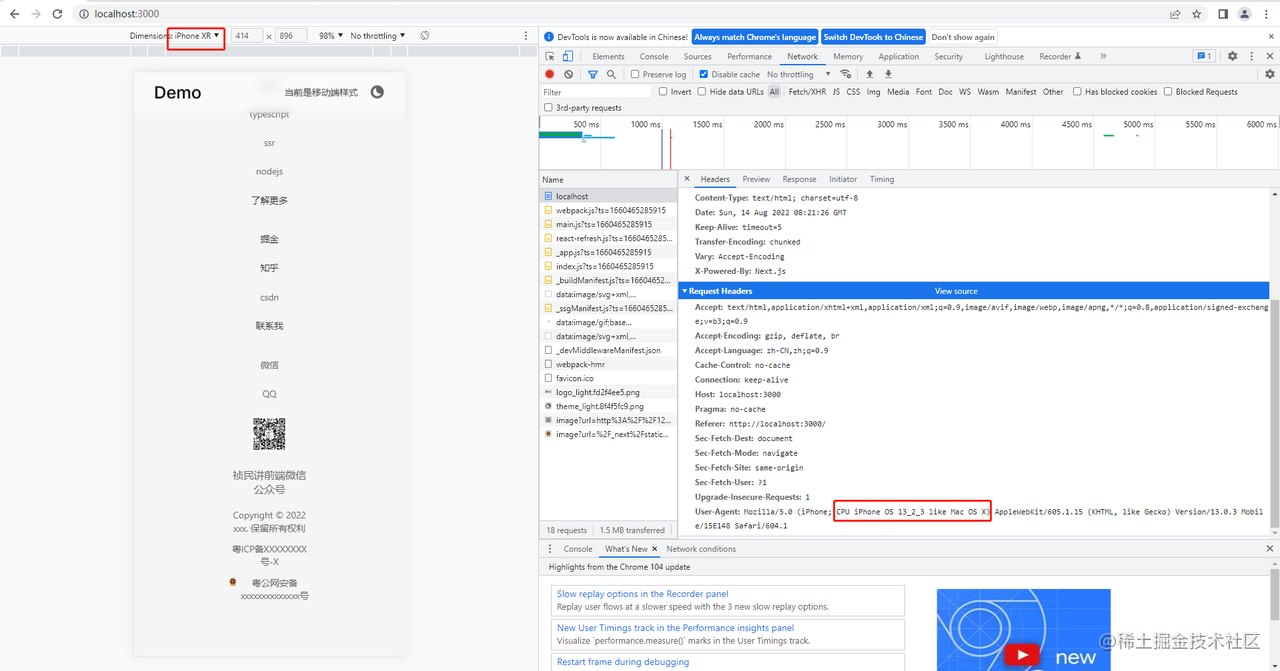 localhost:3000
Dimensions: iPhone XR ▼ 414 × 896 98% ▼ No throttling ▼
Demo
当前是移动端样式
typescript
ssr
nodejs
了解更多
掘金
知乎
csdn
联系我
微信
QQ
祯民讲前端微信
公众号
Copyright © 2022
xxx. 保留所有权利
粤ICP备XXXXXXXX
号-X
粤公网安备
xxxxxxxxxxxxxx号
DevTools is now available in Chinese! Always match Chrome's language Switch DevTools to Chinese Don't show again
Elements Console Sources Performance Network Memory Application Security Lighthouse Recorder » 1
Preserve log Disable cache No throttling ▼
Filter Invert Hide data URLs All Fetch/XHR JS CSS Img Media Font Doc WS Wasm Manifest Other Has blocked cookies Blocked Requests
3rd-party requests
500 ms 1000 ms 1500 ms 2000 ms 2500 ms 3000 ms 3500 ms 4000 ms 4500 ms 5000 ms 5500 ms 6000 ms
Name
localhost
webpack.js?ts=1660465285915
main.js?ts=1660465285915
react-refresh.js?ts=166046528...
_app.js?ts=1660465285915
index.js?ts=1660465285915
_buildManifest.js?ts=16604652...
data:image/svg+xml,...
_ssgManifest.js?ts=1660465285...
data:image/gif;base...
data:image/svg+xml,...
_devMiddlewareManifest.json
webpack-hmr
favicon.ico
logo_light.fd2f4ee5.png
theme_light.8f4f5fc9.png
image?url=http%3A%2F%2F12...
image?url=%2F_next%2Fstatic...
18 requests 1.5 MB transferred
× Headers Preview Response Initiator Timing
Content-Type: text/html; charset=utf-8
Date: Sun, 14 Aug 2022 08:21:26 GMT
Keep-Alive: timeout=5
Transfer-Encoding: chunked
Vary: Accept-Encoding
X-Powered-By: Next.js
▼ Request Headers View source
Accept: text/html,application/xhtml+xml,application/xml;q=0.9,image/avif,image/webp,image/apng,*/*;q=0.8,application/signed-exchang
e;v=b3;q=0.9
Accept-Encoding: gzip, deflate, br
Accept-Language: zh-CN,zh;q=0.9
Cache-Control: no-cache
Connection: keep-alive
Host: localhost:3000
Pragma: no-cache
Referer: http://localhost:3000/
Sec-Fetch-Dest: document
Sec-Fetch-Mode: navigate
Sec-Fetch-Site: same-origin
Sec-Fetch-User: ?1
Upgrade-Insecure-Requests: 1
User-Agent: Mozilla/5.0 (iPhone; CPU iPhone OS 13_2_3 like Mac OS X) AppleWebKit/605.1.15 (KHTML, like Gecko) Version/13.0.3 Mobil
e/15E148 Safari/604.1
Console What's New × Network conditions
Highlights from the Chrome 104 update
Slow replay options in the Recorder panel
Replay user flows at a slower speed with the 3 new slow replay options.
New User Timings track in the Performance insights panel
Visualize `performance.measure()` marks in the User Timings track.
Restart frame during debugging
new
@稀土掘金技术社区